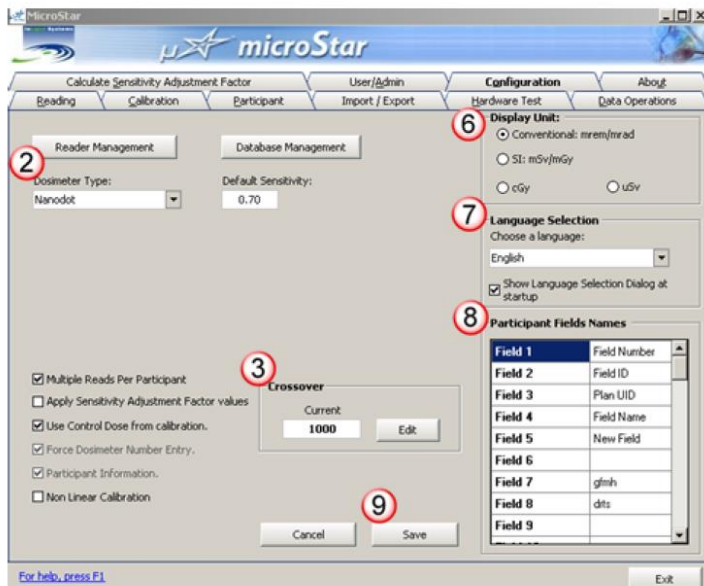 MicroStar
microStar
Calculate Sensitivity Adjustment Factor User/Admin Configuration About
Reading Calibration Participant Import / Export Hardware Test Data Operations
Reader Management Database Management
2
Dosimeter Type: Default Sensitivity:
Nanodot 0.70
6 Display Unit:
Conventional: mrem/mrad
SI: mSv/mGy
cGy uSv
7 Language Selection
Choose a language:
English
Show Language Selection Dialog at
startup
8 Participant Fields Names
Field 1 Field Number
Field 2 Field ID
Field 3 Plan UID
Field 4 Field Name
Field 5 New Field
Field 6
Field 7 gfmh
Field 8 drts
Field 9
Multiple Reads Per Participant
Apply Sensitivity Adjustment Factor values
Use Control Dose from calibration.
Force Dosimeter Number Entry.
Participant Information.
Non Linear Calibration
3 Crossover
Current
1000 Edit
9
Cancel Save
For help, press F1 Exit